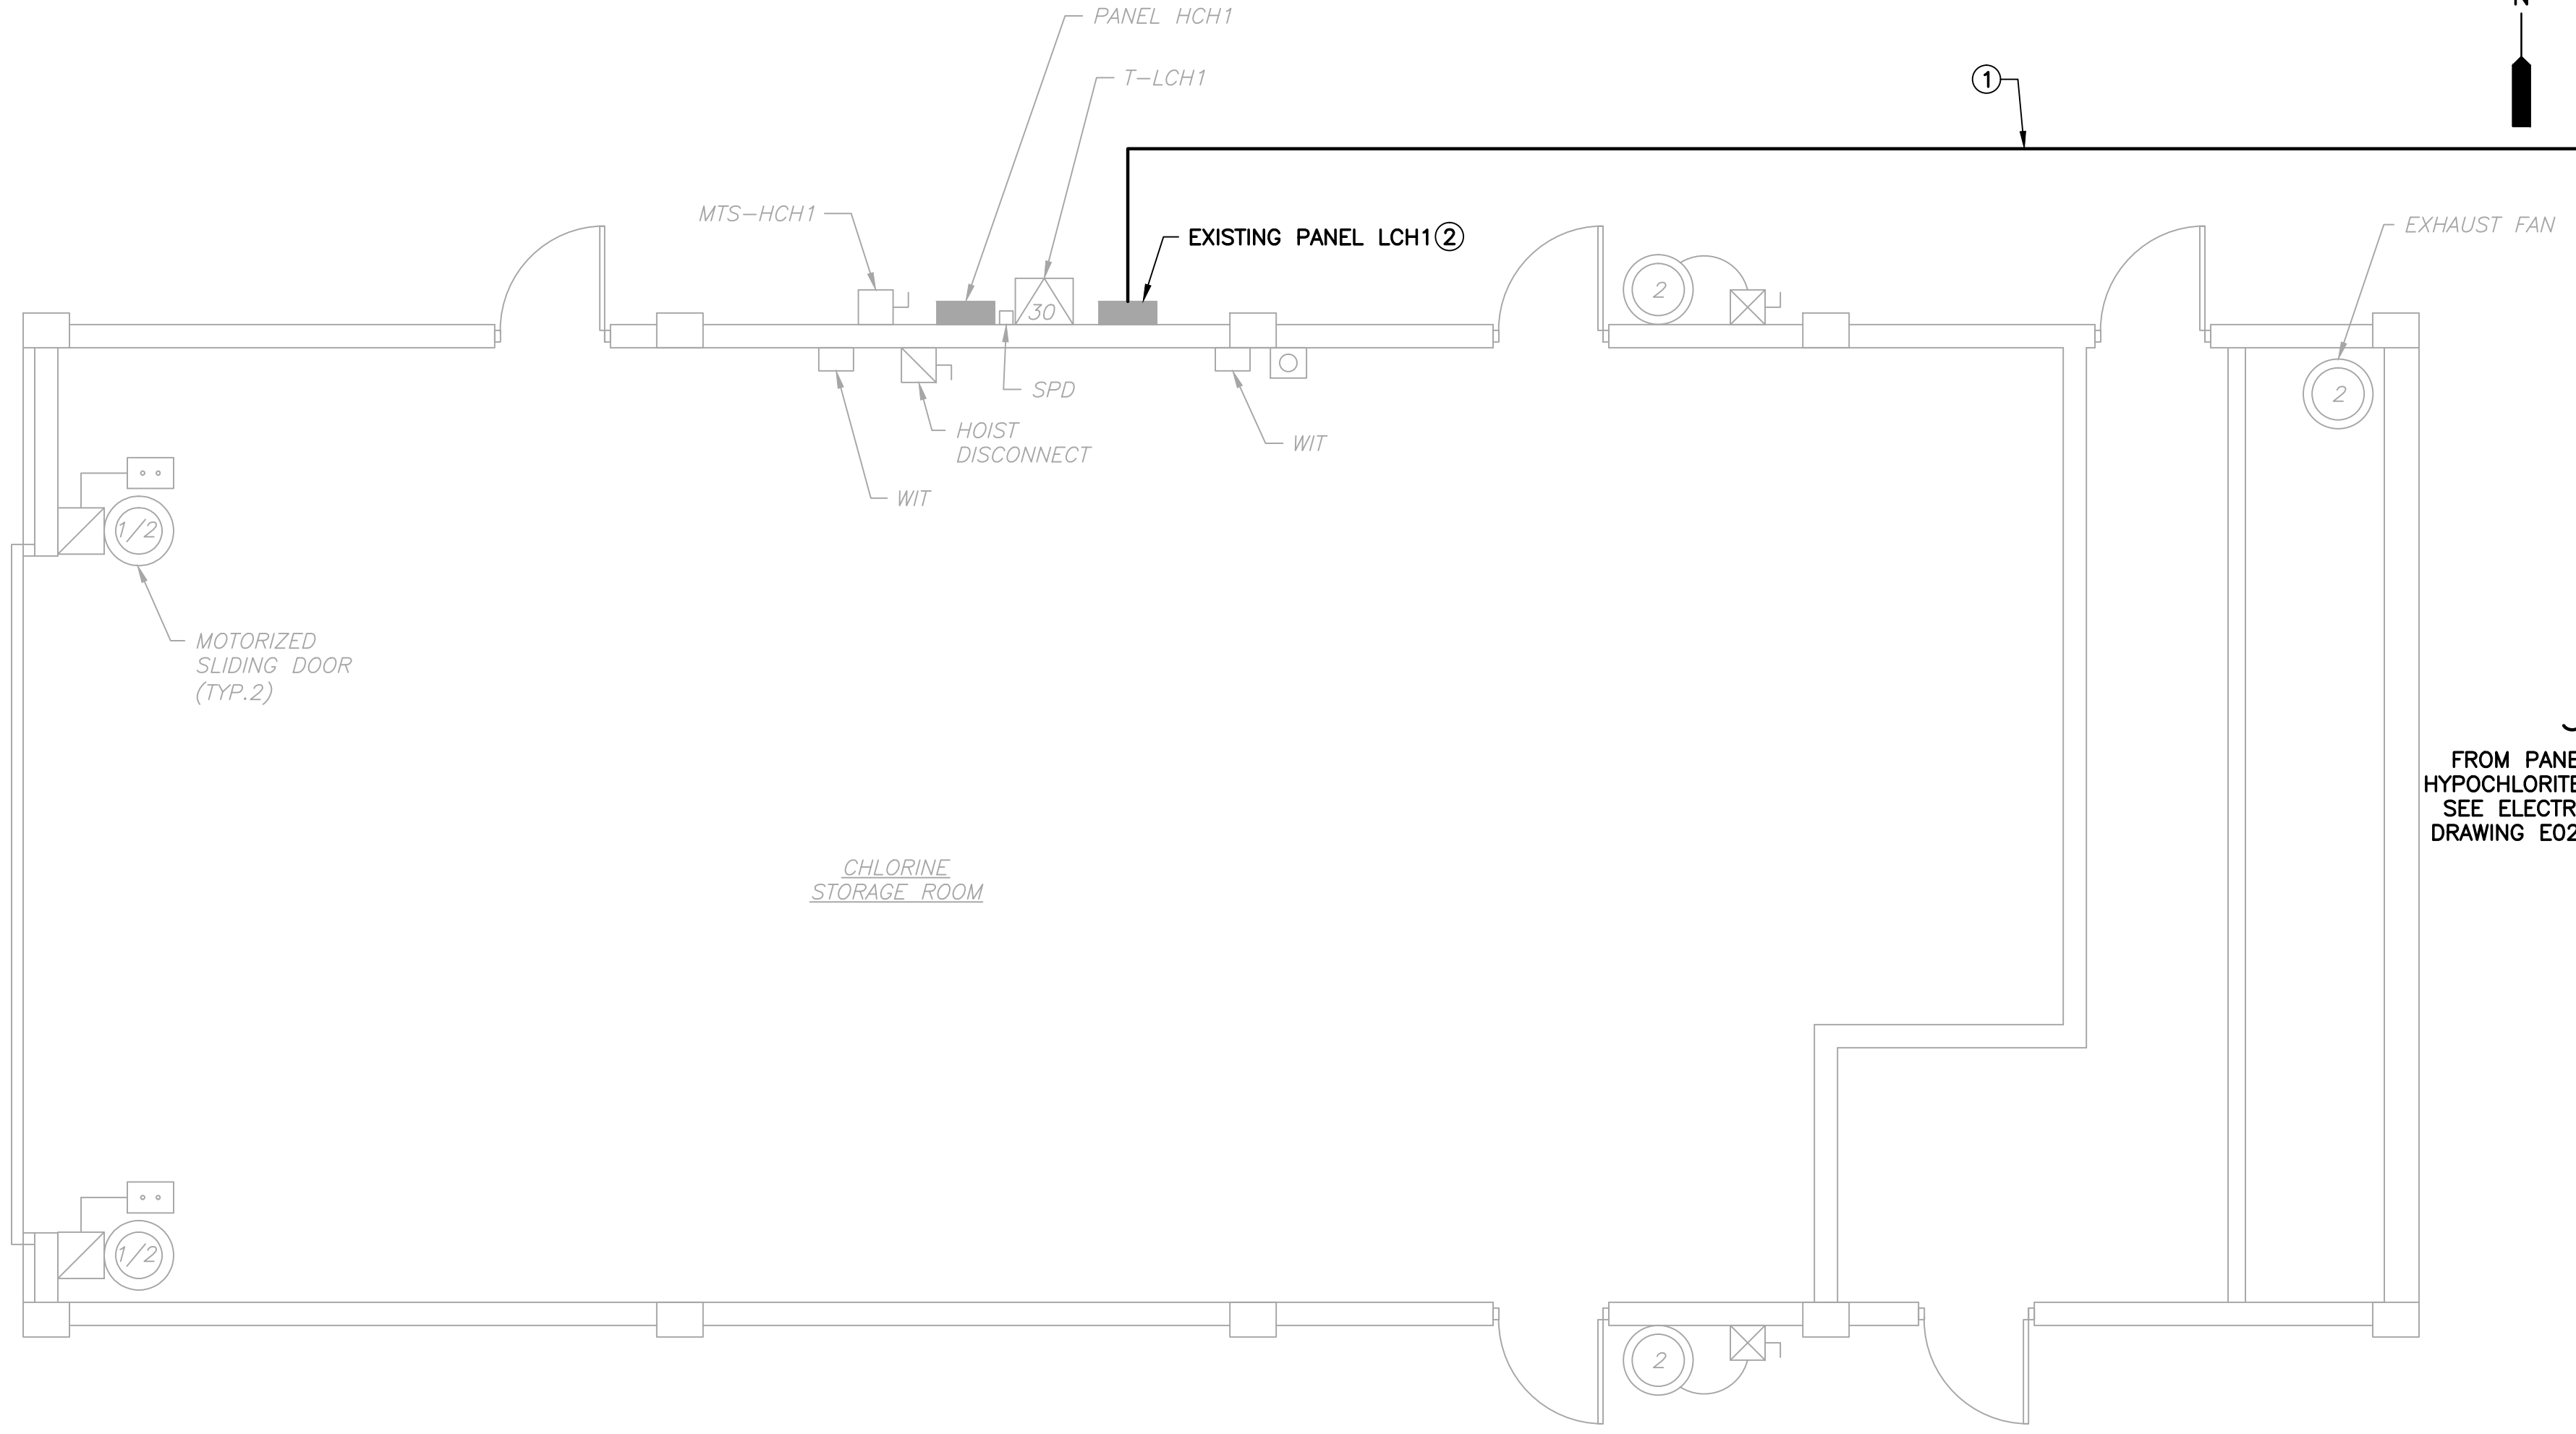 PANEL HCH1
N
T-LCH1
1
MTS-HCH1
EXISTING PANEL LCH1 2
EXHAUST FAN
2
30
SPD
2
HOIST
DISCONNECT
WIT
WIT
1/2
MOTORIZED
SLIDING DOOR
(TYP.2)
FROM PANE
HYPOCHLORITE
SEE ELECTR
DRAWING E02
CHLORINE
STORAGE ROOM
1/2
2